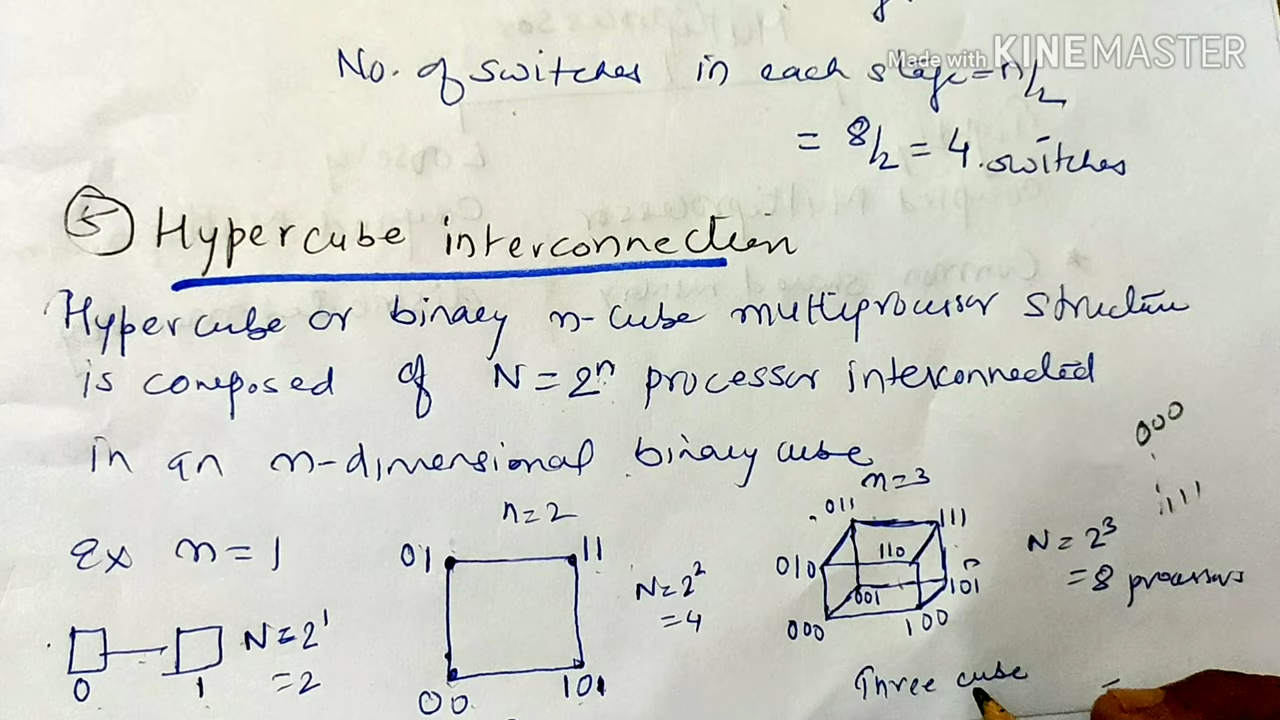 Made with KINEMASTER
No. of switches in each stage = n/2
= 8/2 = 4 switches
5 Hypercube interconnection
Hypercube or binary n-cube multiprocessor structure
is composed of N = 2^n processor interconnected
in an n-dimensional binary cube
000
111
Ex n = 1
0 1
N = 2^1
= 2
n = 2
01 11
00 101
N = 2^2
= 4
n = 3
011 111
010 110
001 101
000 100
N = 2^3
= 8 processors
Three cube